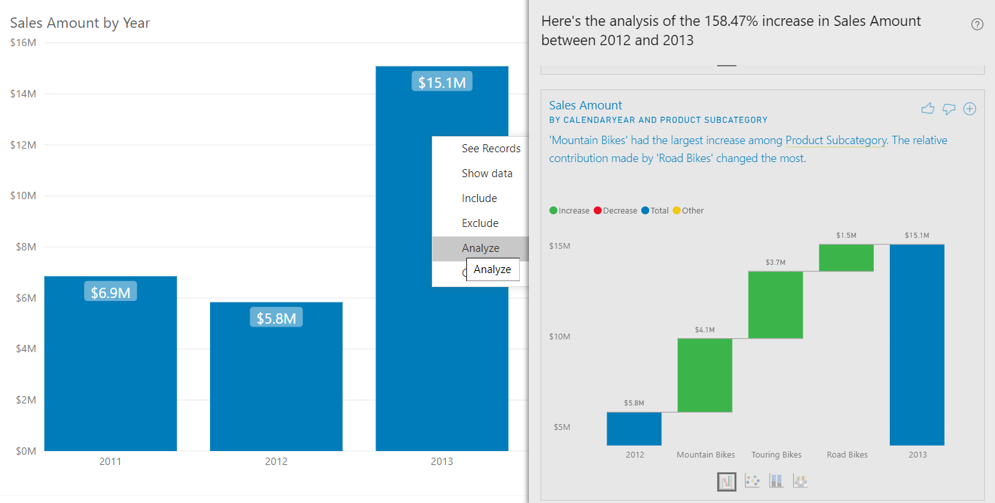 Sales Amount by Year
$16M
$14M
$12M
$10M
$8M
$6M
$4M
$2M
$0M
$6.9M
$5.8M
$15.1M
2011
2012
2013
See Records
Show data
Include
Exclude
Analyze
Analyze
Here's the analysis of the 158.47% increase in Sales Amount
between 2012 and 2013
?
Sales Amount
BY CALENDARYEAR AND PRODUCT SUBCATEGORY
'Mountain Bikes' had the largest increase among Product Subcategory. The relative
contribution made by 'Road Bikes' changed the most.
Increase Decrease Total Other
$15M
$10M
$5M
$5.8M
$4.1M
$3.7M
$1.5M
$15.1M
2012
Mountain Bikes
Touring Bikes
Road Bikes
2013